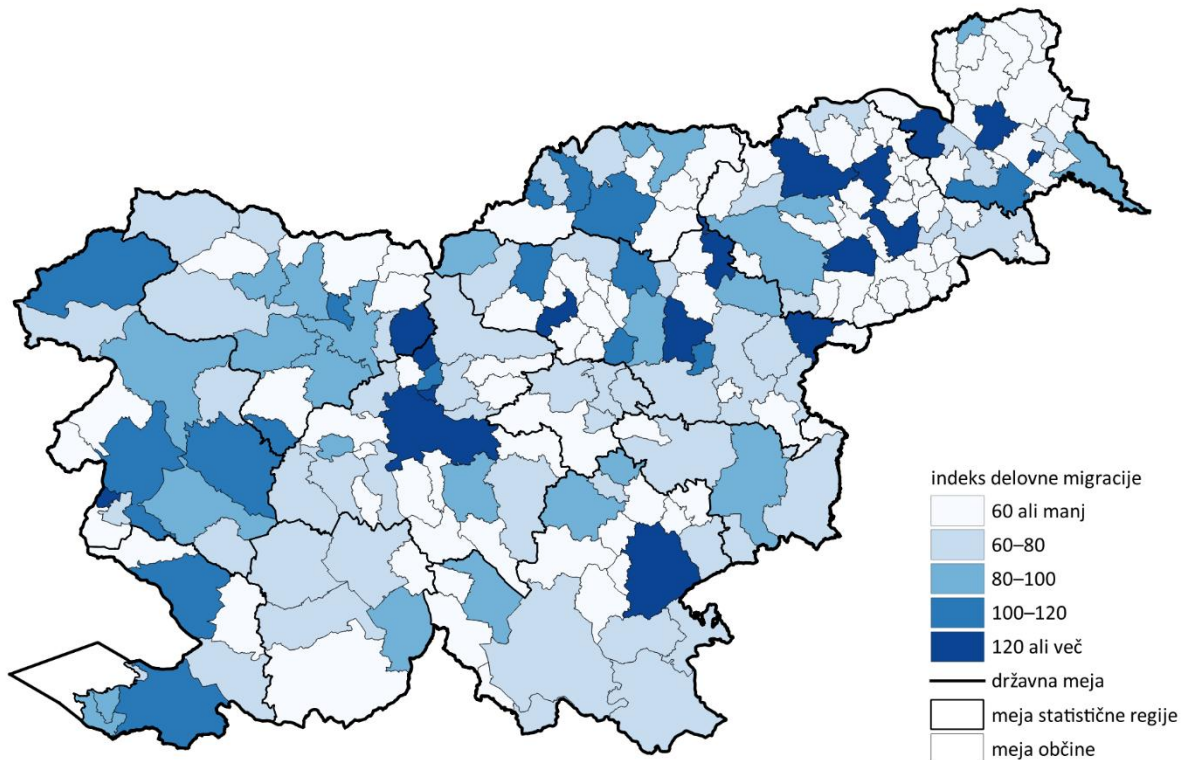 indeks delovne migracije
60 ali manj
60–80
80–100
100–120
120 ali več
državna meja
meja statistične regije
meja občine